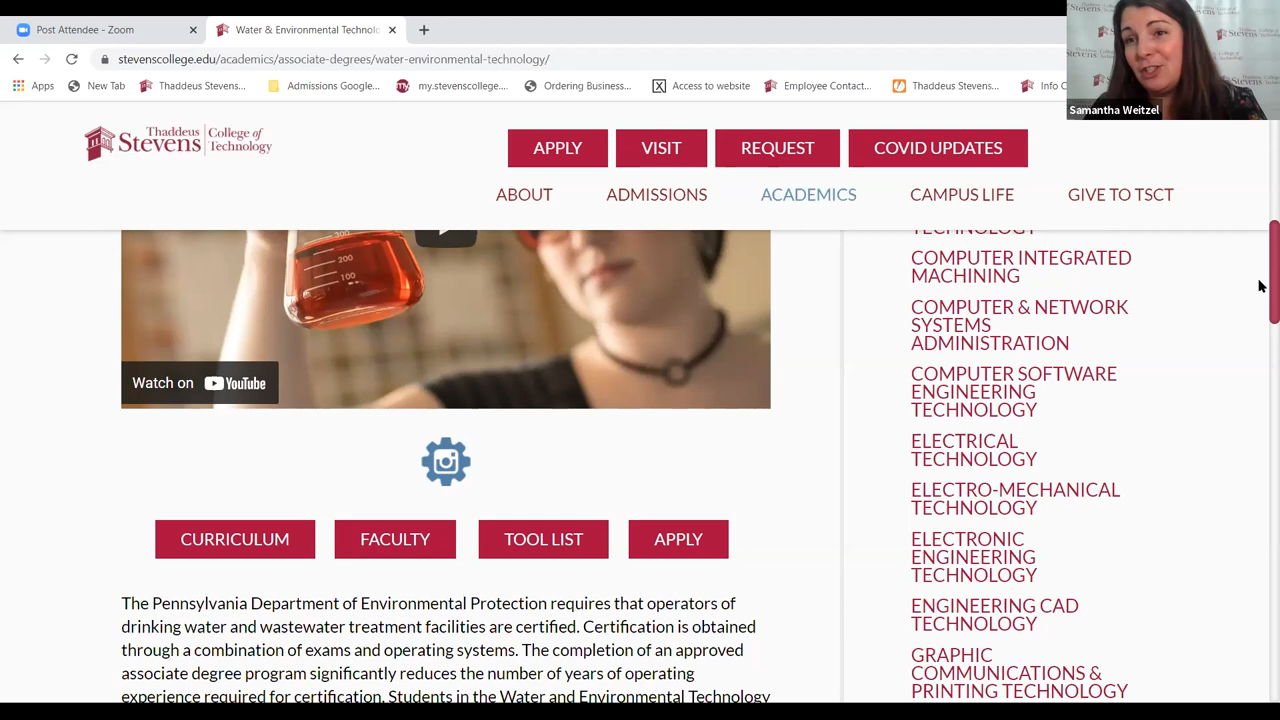 Post Attendee - Zoom
Water & Environmental Technolo
stevenscollege.edu/academics/associate-degree/water-environmental-technology/
Apps
New Tab
Thaddeus Stevens...
Admissions Google...
my.stevenscollege....
Ordering Business...
Access to website
Employee Contact...
Thaddeus Stevens...
Info C
Samantha Weitzel
Thaddeus Stevens College of Technology
APPLY
VISIT
REQUEST
COVID UPDATES
ABOUT
ADMISSIONS
ACADEMICS
CAMPUS LIFE
GIVE TO TSCT
300
200
100
Watch on YouTube
CURRICULUM
FACULTY
TOOL LIST
APPLY
The Pennsylvania Department of Environmental Protection requires that operators of
drinking water and wastewater treatment facilities are certified. Certification is obtained
through a combination of exams and operating systems. The completion of an approved
associate degree program significantly reduces the number of years of operating
experience required for certification. Students in the Water and Environmental Technology
TECHNOLOGY
COMPUTER INTEGRATED
MACHINING
COMPUTER & NETWORK
SYSTEMS
ADMINISTRATION
COMPUTER SOFTWARE
ENGINEERING
TECHNOLOGY
ELECTRICAL
TECHNOLOGY
ELECTRO-MECHANICAL
TECHNOLOGY
ELECTRONIC
ENGINEERING
TECHNOLOGY
ENGINEERING CAD
TECHNOLOGY
GRAPHIC
COMMUNICATIONS &
PRINTING TECHNOLOGY